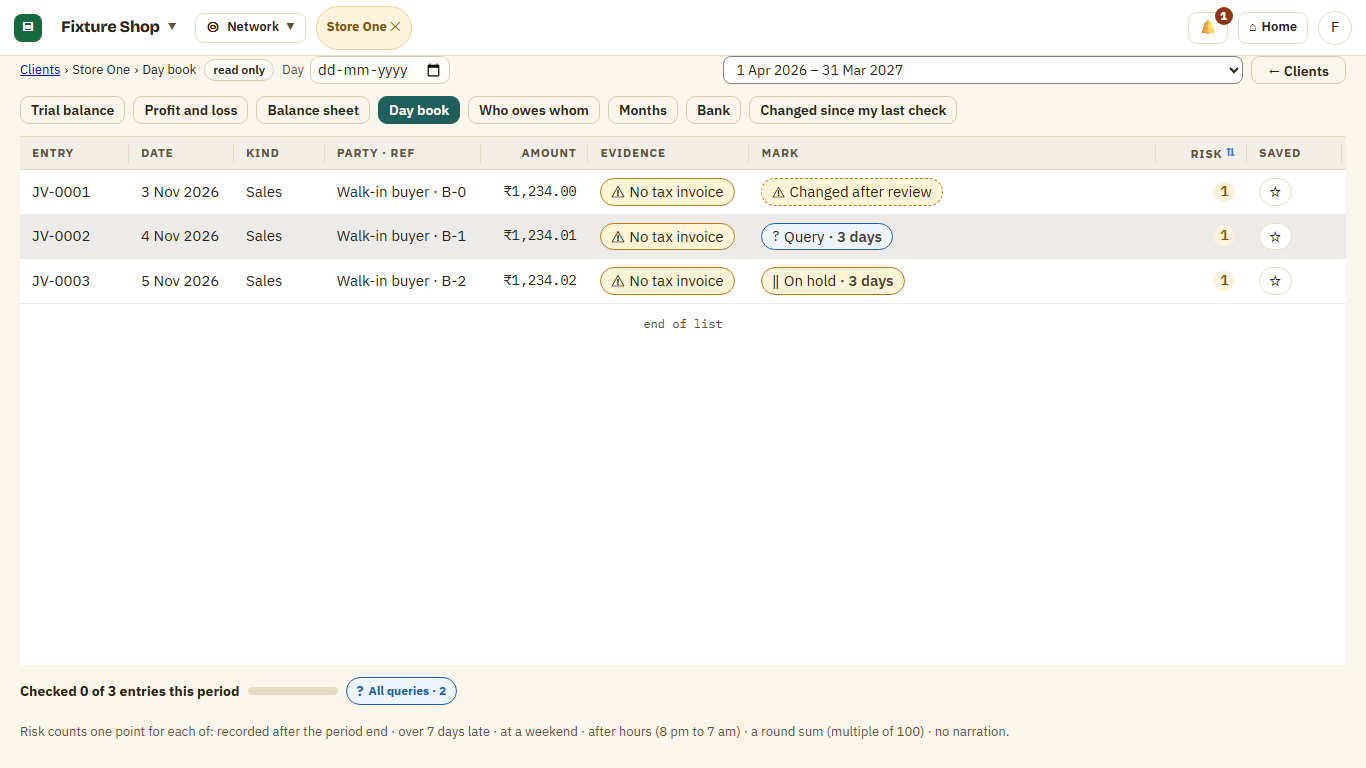 Fixture Shop ▼ Network ▼ Store One × 1 Home F
Clients › Store One › Day book read only Day dd-mm-yyyy 1 Apr 2026 – 31 Mar 2027 ← Clients
Trial balance Profit and loss Balance sheet Day book Who owes whom Months Bank Changed since my last check
ENTRY DATE KIND PARTY · REF AMOUNT EVIDENCE MARK RISK ⇅ SAVED
JV-0001 3 Nov 2026 Sales Walk-in buyer · B-0 ₹1,234.00 ⚠ No tax invoice ⚠ Changed after review 1 ☆
JV-0002 4 Nov 2026 Sales Walk-in buyer · B-1 ₹1,234.01 ⚠ No tax invoice ? Query · 3 days 1 ☆
JV-0003 5 Nov 2026 Sales Walk-in buyer · B-2 ₹1,234.02 ⚠ No tax invoice || On hold · 3 days 1 ☆
end of list
Checked 0 of 3 entries this period ? All queries · 2
Risk counts one point for each of: recorded after the period end · over 7 days late · at a weekend · after hours (8 pm to 7 am) · a round sum (multiple of 100) · no narration.